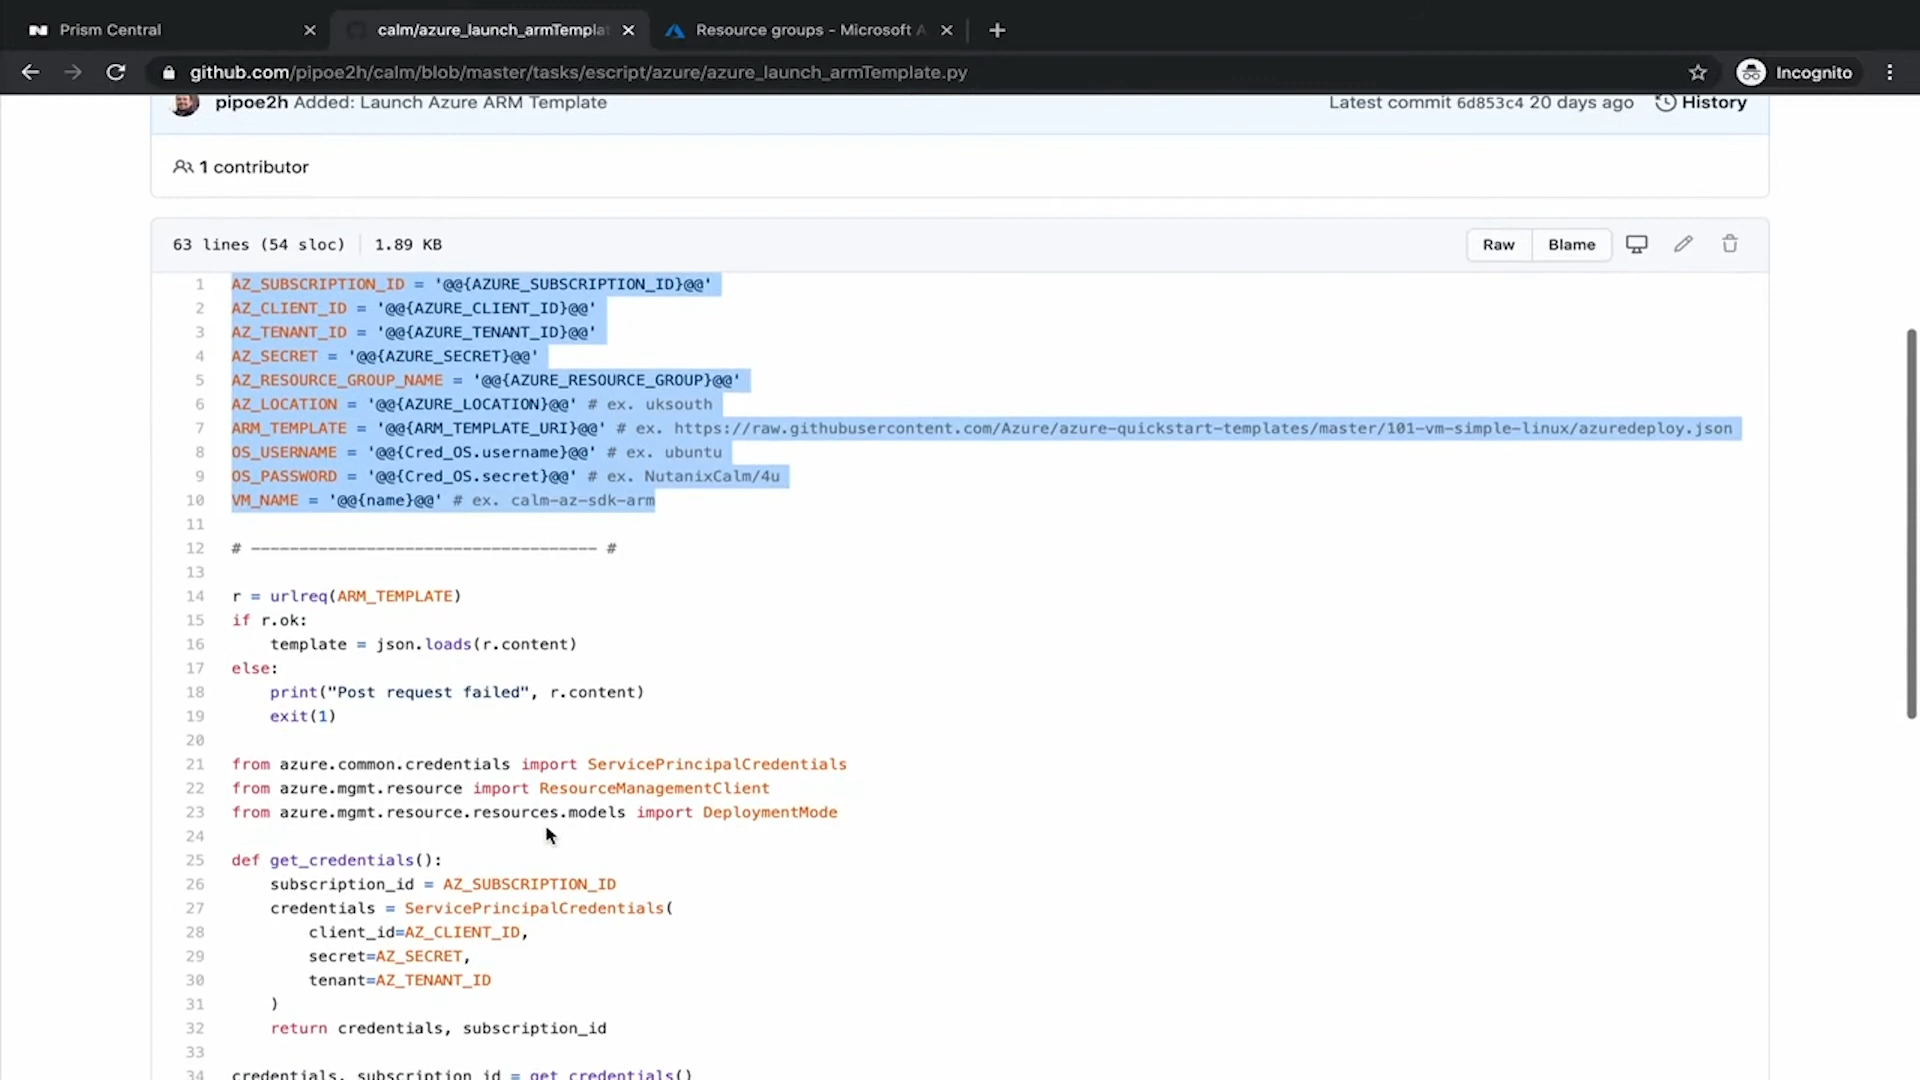 Prism Central
calm/azure_launch_armTempla
Resource groups - Microsoft A
github.com/pipoe2h/calm/blob/master/tasks/escript/azure/azure_launch_armTemplate.py
Incognito
pipoe2h Added: Launch Azure ARM Template
Latest commit 6d853c4 20 days ago
History
1 contributor
63 lines (54 sloc) 1.89 KB
Raw
Blame
1 AZ_SUBSCRIPTION_ID = '@@{AZURE_SUBSCRIPTION_ID}@@'
2 AZ_CLIENT_ID = '@@{AZURE_CLIENT_ID}@@'
3 AZ_TENANT_ID = '@@{AZURE_TENANT_ID}@@'
4 AZ_SECRET = '@@{AZURE_SECRET}@@'
5 AZ_RESOURCE_GROUP_NAME = '@@{AZURE_RESOURCE_GROUP}@@'
6 AZ_LOCATION = '@@{AZURE_LOCATION}@@' # ex. uksouth
7 ARM_TEMPLATE = '@@{ARM_TEMPLATE_URI}@@' # ex. https://raw.githubusercontent.com/Azure/azure-quickstart-templates/master/101-vm-simple-linux/azuredeploy.json
8 OS_USERNAME = '@@{Cred_OS.username}@@' # ex. ubuntu
9 OS_PASSWORD = '@@{Cred_OS.secret}@@' # ex. NutanixCalm/4u
10 VM_NAME = '@@{name}@@' # ex. calm-az-sdk-arm
11
12 # ------------------------------------ #
13
14 r = urlreq(ARM_TEMPLATE)
15 if r.ok:
16 template = json.loads(r.content)
17 else:
18 print("Post request failed", r.content)
19 exit(1)
20
21 from azure.common.credentials import ServicePrincipalCredentials
22 from azure.mgmt.resource import ResourceManagementClient
23 from azure.mgmt.resource.resources.models import DeploymentMode
24
25 def get_credentials():
26 subscription_id = AZ_SUBSCRIPTION_ID
27 credentials = ServicePrincipalCredentials(
28 client_id=AZ_CLIENT_ID,
29 secret=AZ_SECRET,
30 tenant=AZ_TENANT_ID
31 )
32 return credentials, subscription_id
33
34 credentials, subscription_id = get_credentials()